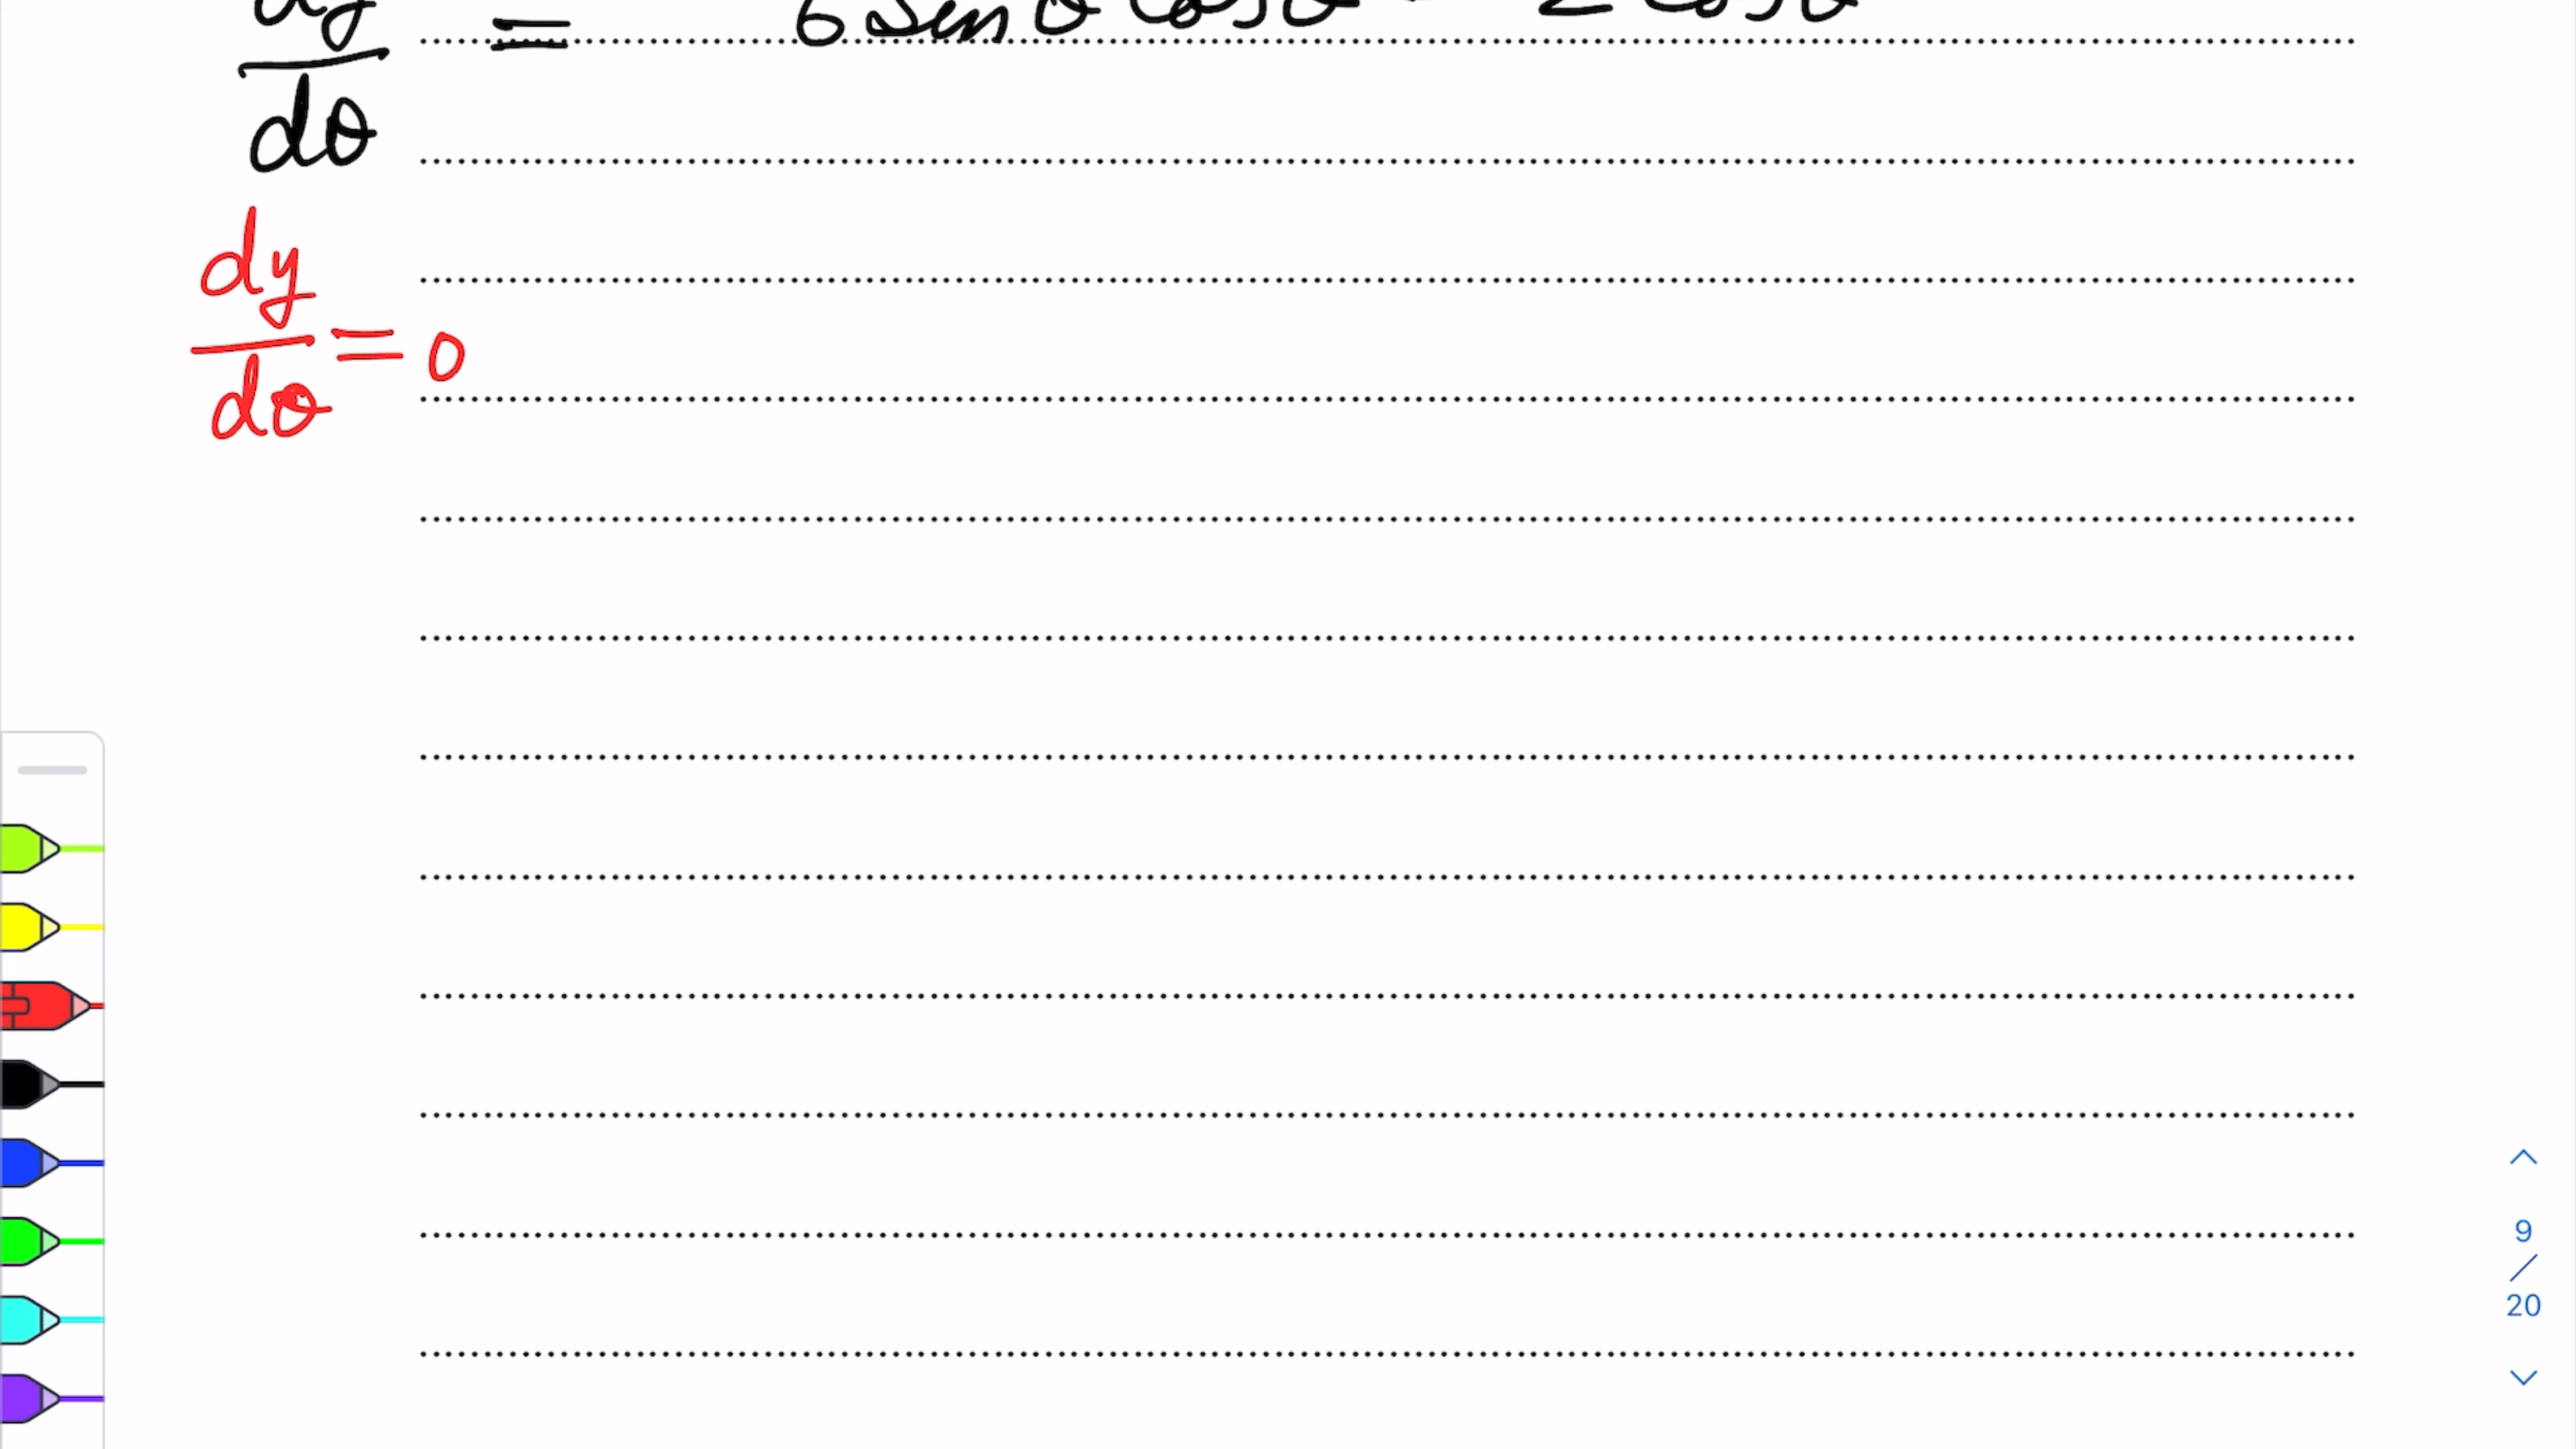 dy/dθ = 6 sin θ cos θ - 2 cos θ
dy/dθ = 0
9
/
20